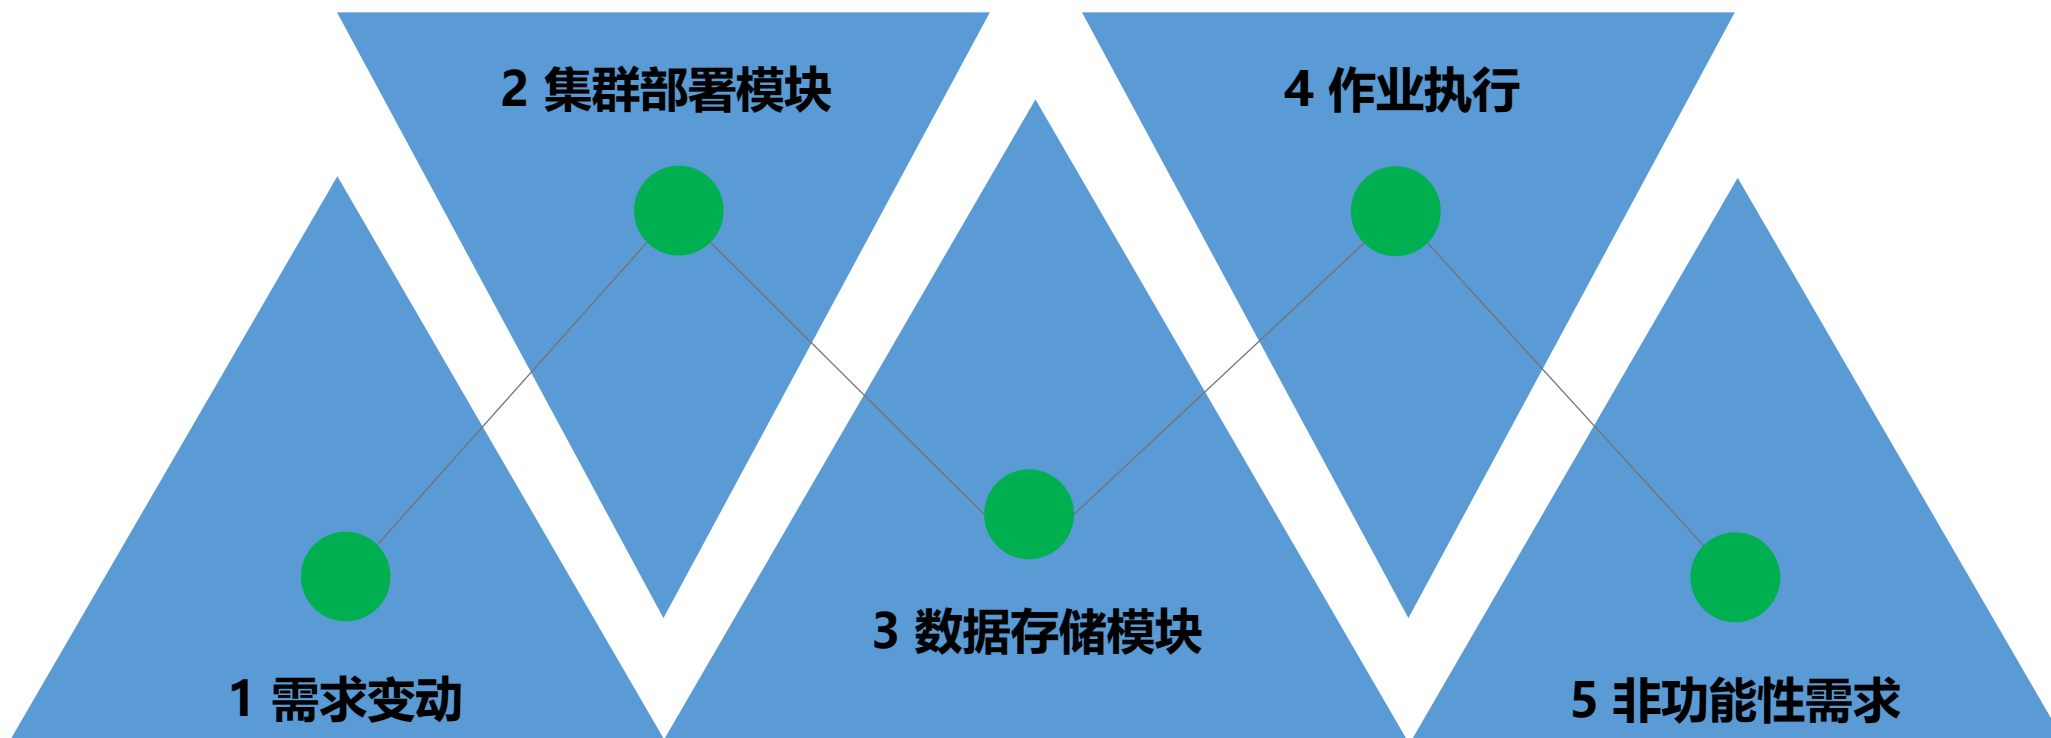 1 需求变动
2 集群部署模块
3 数据存储模块
4 作业执行
5 非功能性需求